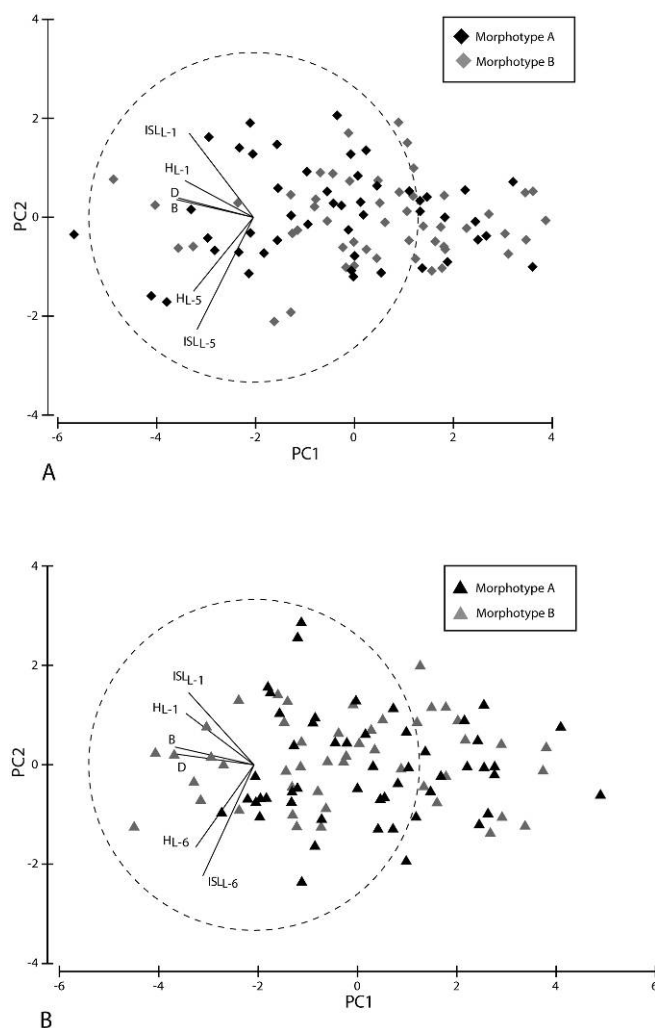 4
Morphotype A
Morphotype B
2
ISLL-1
HL-1
D
B
PC2
0
HL-5
-2
ISLL-5
-4
-6 -4 -2 0 2 4
PC1
A
4
Morphotype A
Morphotype B
2
ISLL-1
HL-1
B
D
PC2
0
HL-6
-2
ISLL-6
-4
-6 -4 -2 0 2 4 6
PC1
B